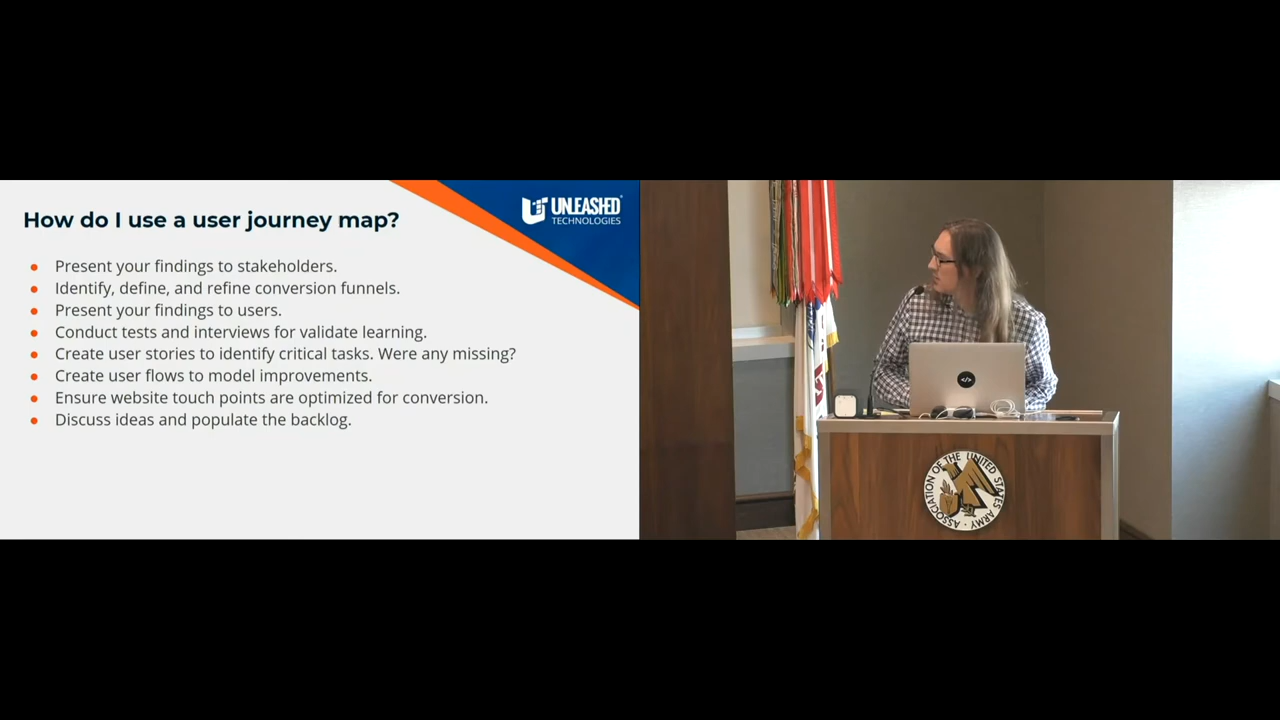 How do I use a user journey map?
UNLEASHED
TECHNOLOGIES
Present your findings to stakeholders.
Identify, define, and refine conversion funnels.
Present your findings to users.
Conduct tests and interviews for validate learning.
Create user stories to identify critical tasks. Were any missing?
Create user flows to model improvements.
Ensure website touch points are optimized for conversion.
Discuss ideas and populate the backlog.
</>
ASSOCIATION OF THE UNITED STATES ARMY